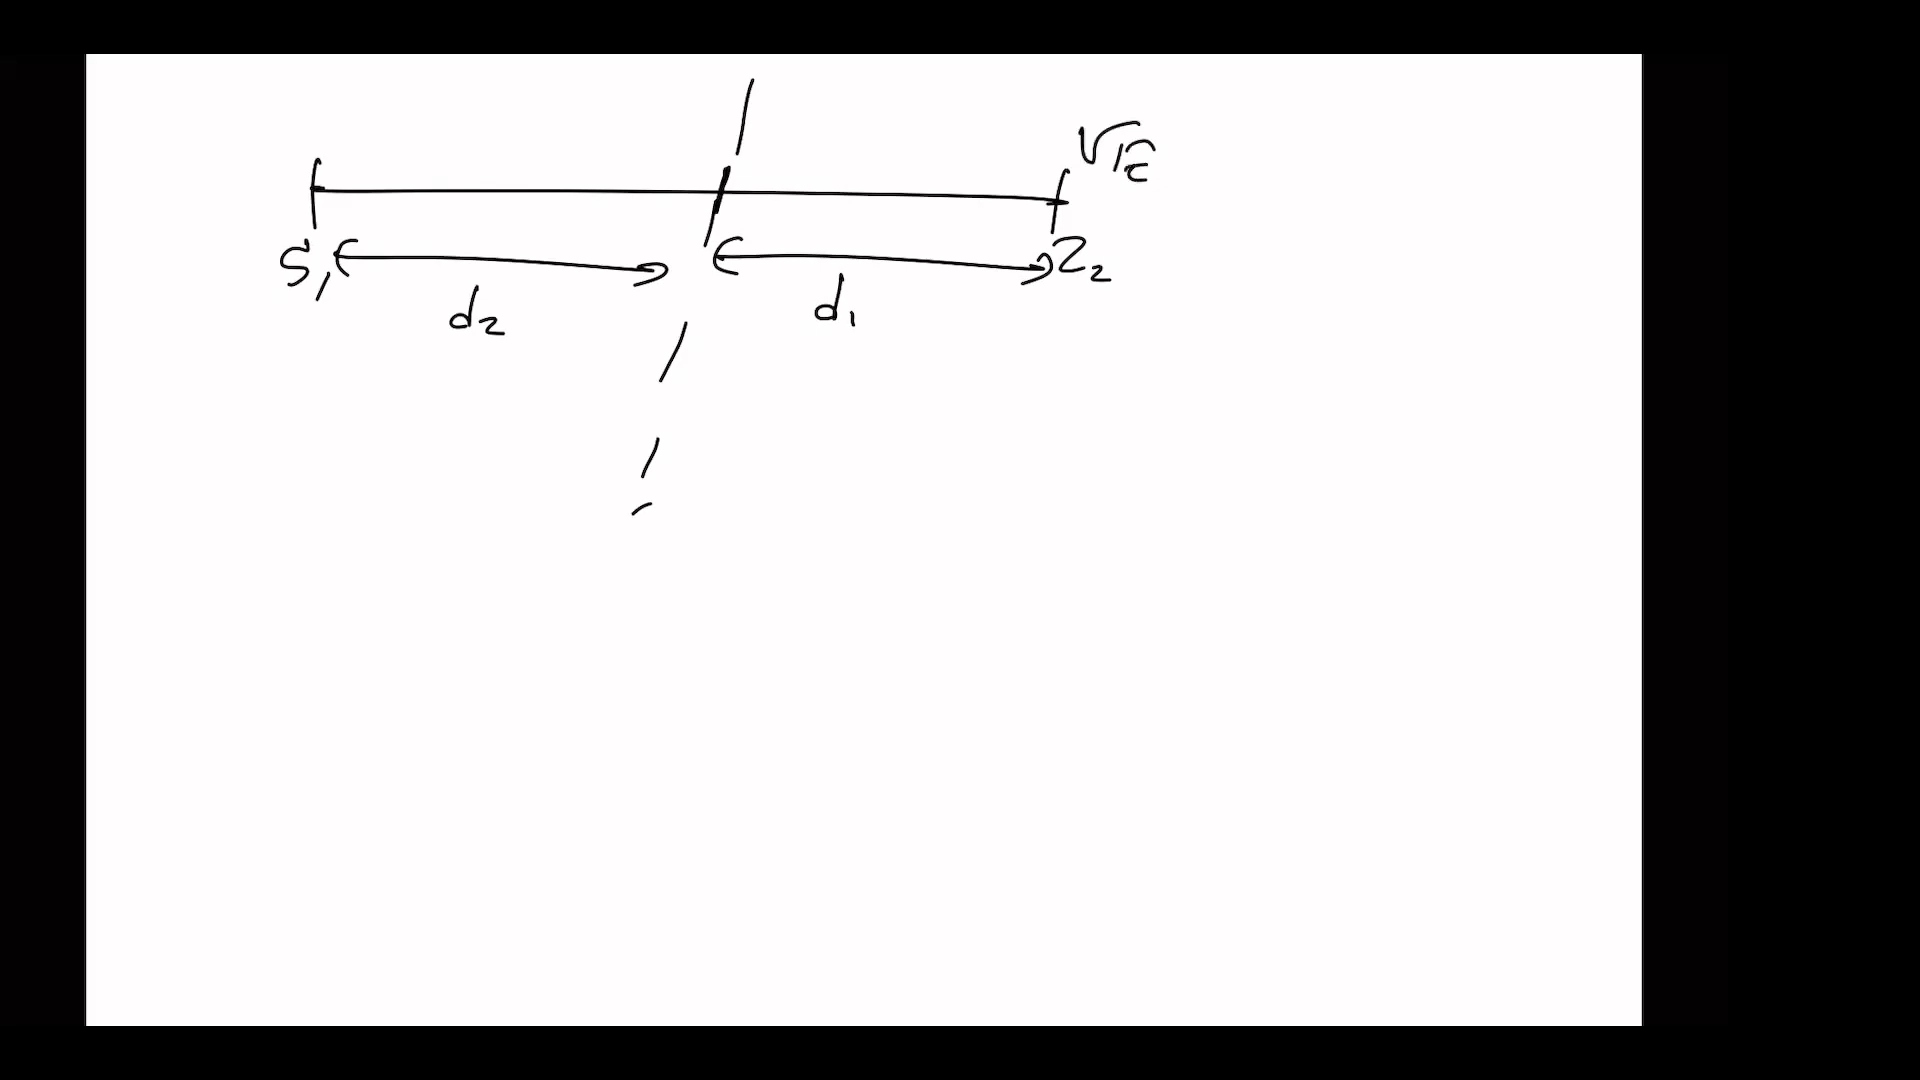 √E
S₁ Z₂
d₂ d₁